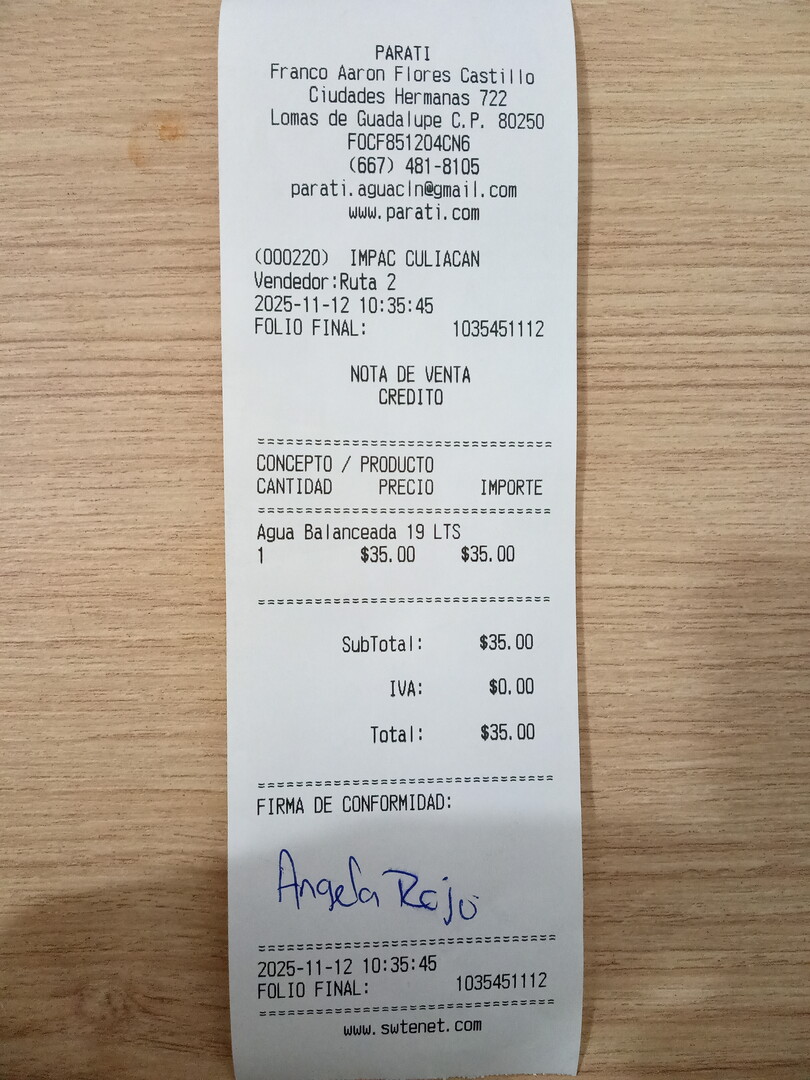 PARATI
Franco Aaron Flores Castillo
Ciudades Hermanas 722
Lomas de Guadalupe C.P. 80250
FOCF851204CN6
(667) 481-8105
parati.aguacln@gmail.com
www.parati.com
(000220) IMPAC CULIACAN
Vendedor:Ruta 2
2025-11-12 10:35:45
FOLIO FINAL: 1035451112
NOTA DE VENTA
CREDITO
==============================
CONCEPTO / PRODUCTO
CANTIDAD PRECIO IMPORTE
==============================
Agua Balanceada 19 LTS
1 $35.00 $35.00
==============================
SubTotal: $35.00
IVA: $0.00
Total: $35.00
==============================
FIRMA DE CONFORMIDAD:
Angela Rojo
==============================
2025-11-12 10:35:45
FOLIO FINAL: 1035451112
==============================
www.swtenet.com